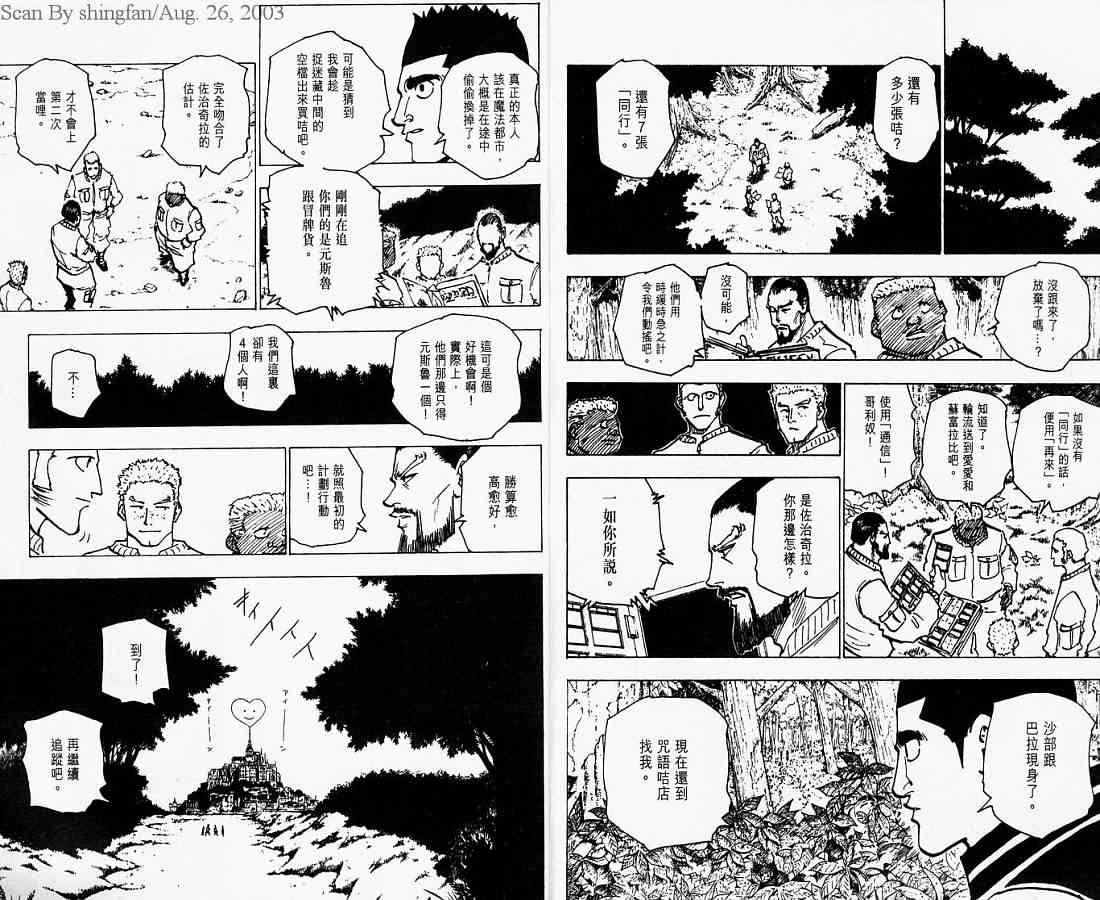 Scan By shingfan/Aug. 26, 2003
還有
多少張咭?
還有7張
「同行」
沒跟來了,
放棄了嗎…?
沒可能,
他們用
時緩時急之計,
令我們動搖吧。
如果沒有
「同行」的話,
便用「再來」,
知道了。
輪流送到愛愛和
蘇富拉比吧。
使用「通信」!
哥利奴!
是佐治奇拉。
你那邊怎樣?
一如你所說。
沙部跟
巴拉現身了。
現在還到
咒語咭店
找我。
真正的本人
該在魔法都市,
大概是在途中
偷偷換掉了。
可能是猜到
我會趁
捉迷藏中間的
空檔出來買咭吧。
完全吻合了
佐治奇拉的
估計。
才不會上
第二次
當哩。
剛剛在追
你們的是元斯魯
跟冒牌貨。
這可是個
好機會啊!
實際上,
他們那邊只得
元斯魯一個!
我們這裏
卻有
4個人啊!
不…
勝算愈
高愈好,
就照最初的
計劃行動
吧…!
到了!
再繼續
追蹤吧。